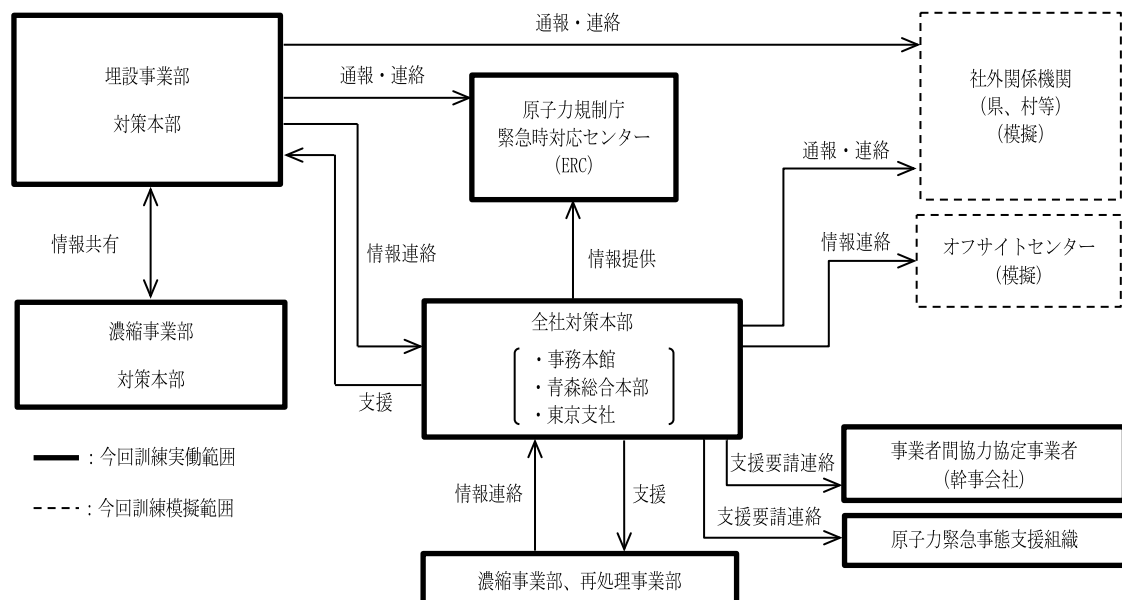 通報・連絡
埋設事業部
対策本部
通報・連絡
原子力規制庁
緊急時対応センター
(ERC)
社外関係機関
(県、村等)
(模擬)
通報・連絡
情報共有
情報連絡
情報提供
情報連絡
オフサイトセンター
(模擬)
濃縮事業部
対策本部
全社対策本部
・事務本館
・青森総合本部
・東京支社
支援
:今回訓練実働範囲
:今回訓練模擬範囲
情報連絡
支援
支援要請連絡
事業者間協力協定事業者
(幹事会社)
支援要請連絡
原子力緊急事態支援組織
濃縮事業部、再処理事業部